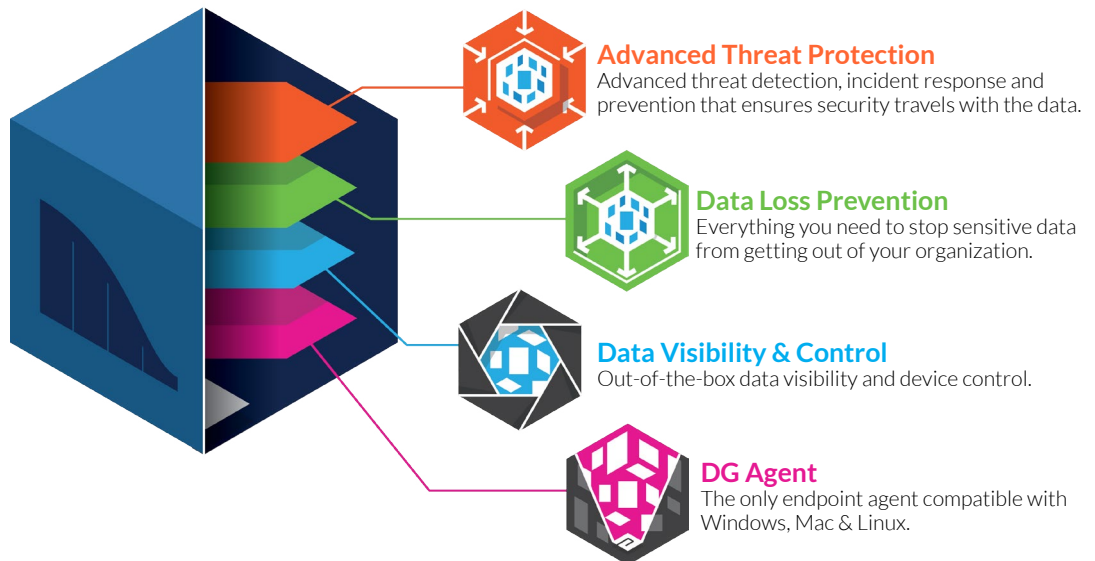 Advanced Threat Protection
Advanced threat detection, incident response and
prevention that ensures security travels with the data.
Data Loss Prevention
Everything you need to stop sensitive data
from getting out of your organization.
Data Visibility & Control
Out-of-the-box data visibility and device control.
DG Agent
The only endpoint agent compatible with
Windows, Mac & Linux.